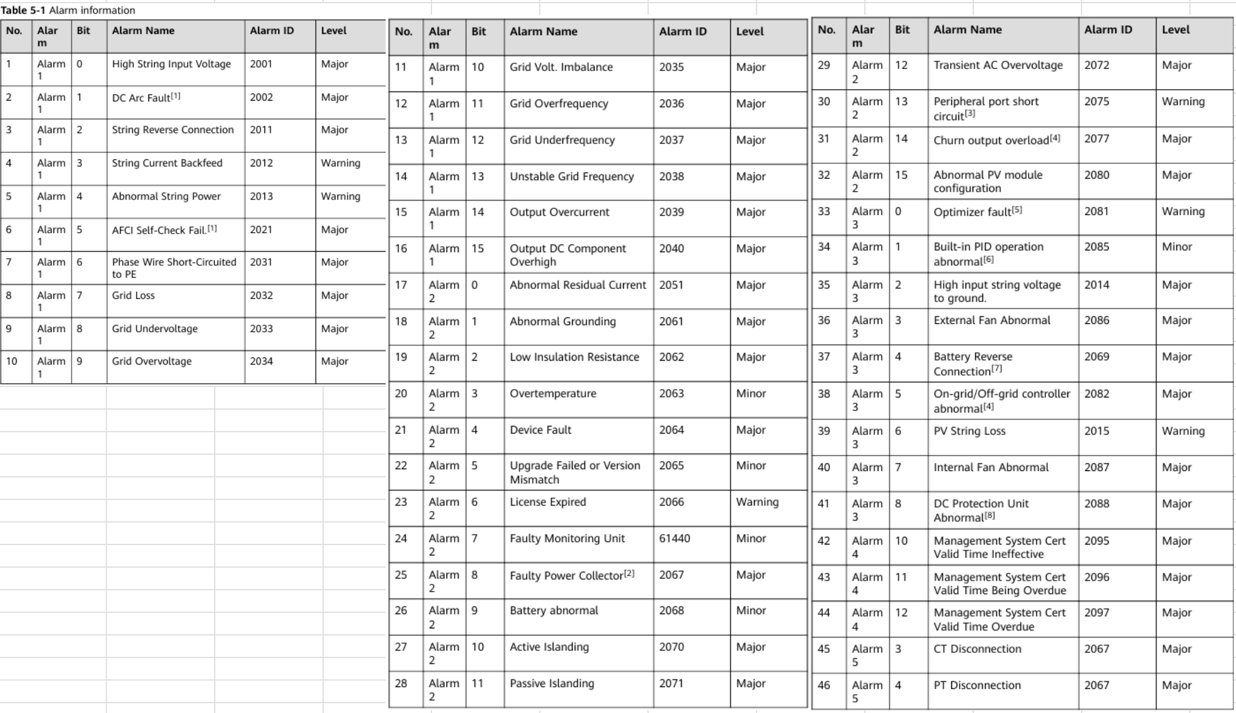 Table 5-1 Alarm information
No. Alar m Bit Alarm Name Alarm ID Level
1 Alarm 1 0 High String Input Voltage 2001 Major
2 Alarm 1 1 DC Arc Fault[1] 2002 Major
3 Alarm 1 2 String Reverse Connection 2011 Major
4 Alarm 1 3 String Current Backfeed 2012 Warning
5 Alarm 1 4 Abnormal String Power 2013 Warning
6 Alarm 1 5 AFCI Self-Check Fail.[1] 2021 Major
7 Alarm 1 6 Phase Wire Short-Circuited to PE 2031 Major
8 Alarm 1 7 Grid Loss 2032 Major
9 Alarm 1 8 Grid Undervoltage 2033 Major
10 Alarm 1 9 Grid Overvoltage 2034 Major
No. Alar m Bit Alarm Name Alarm ID Level
11 Alarm 1 10 Grid Volt. Imbalance 2035 Major
12 Alarm 1 11 Grid Overfrequency 2036 Major
13 Alarm 1 12 Grid Underfrequency 2037 Major
14 Alarm 1 13 Unstable Grid Frequency 2038 Major
15 Alarm 1 14 Output Overcurrent 2039 Major
16 Alarm 1 15 Output DC Component Overhigh 2040 Major
17 Alarm 2 0 Abnormal Residual Current 2051 Major
18 Alarm 2 1 Abnormal Grounding 2061 Major
19 Alarm 2 2 Low Insulation Resistance 2062 Major
20 Alarm 2 3 Overtemperature 2063 Minor
21 Alarm 2 4 Device Fault 2064 Major
22 Alarm 2 5 Upgrade Failed or Version Mismatch 2065 Minor
23 Alarm 2 6 License Expired 2066 Warning
24 Alarm 2 7 Faulty Monitoring Unit 61440 Minor
25 Alarm 2 8 Faulty Power Collector[2] 2067 Major
26 Alarm 2 9 Battery abnormal 2068 Minor
27 Alarm 2 10 Active Islanding 2070 Major
28 Alarm 2 11 Passive Islanding 2071 Major
No. Alar m Bit Alarm Name Alarm ID Level
29 Alarm 2 12 Transient AC Overvoltage 2072 Major
30 Alarm 2 13 Peripheral port short circuit[3] 2075 Warning
31 Alarm 2 14 Churn output overload[4] 2077 Major
32 Alarm 2 15 Abnormal PV module configuration 2080 Major
33 Alarm 3 0 Optimizer fault[5] 2081 Warning
34 Alarm 3 1 Built-in PID operation abnormal[6] 2085 Minor
35 Alarm 3 2 High input string voltage to ground. 2014 Major
36 Alarm 3 3 External Fan Abnormal 2086 Major
37 Alarm 3 4 Battery Reverse Connection[7] 2069 Major
38 Alarm 3 5 On-grid/Off-grid controller abnormal[4] 2082 Major
39 Alarm 3 6 PV String Loss 2015 Warning
40 Alarm 3 7 Internal Fan Abnormal 2087 Major
41 Alarm 3 8 DC Protection Unit Abnormal[8] 2088 Major
42 Alarm 4 10 Management System Cert Valid Time Ineffective 2095 Minor
43 Alarm 4 11 Management System Cert Valid Time Being Overdue 2096 Major
44 Alarm 4 12 Management System Cert Valid Time Overdue 2097 Major
45 Alarm 5 3 CT Disconnection 2067 Major
46 Alarm 5 4 PT Disconnection 2067 Major